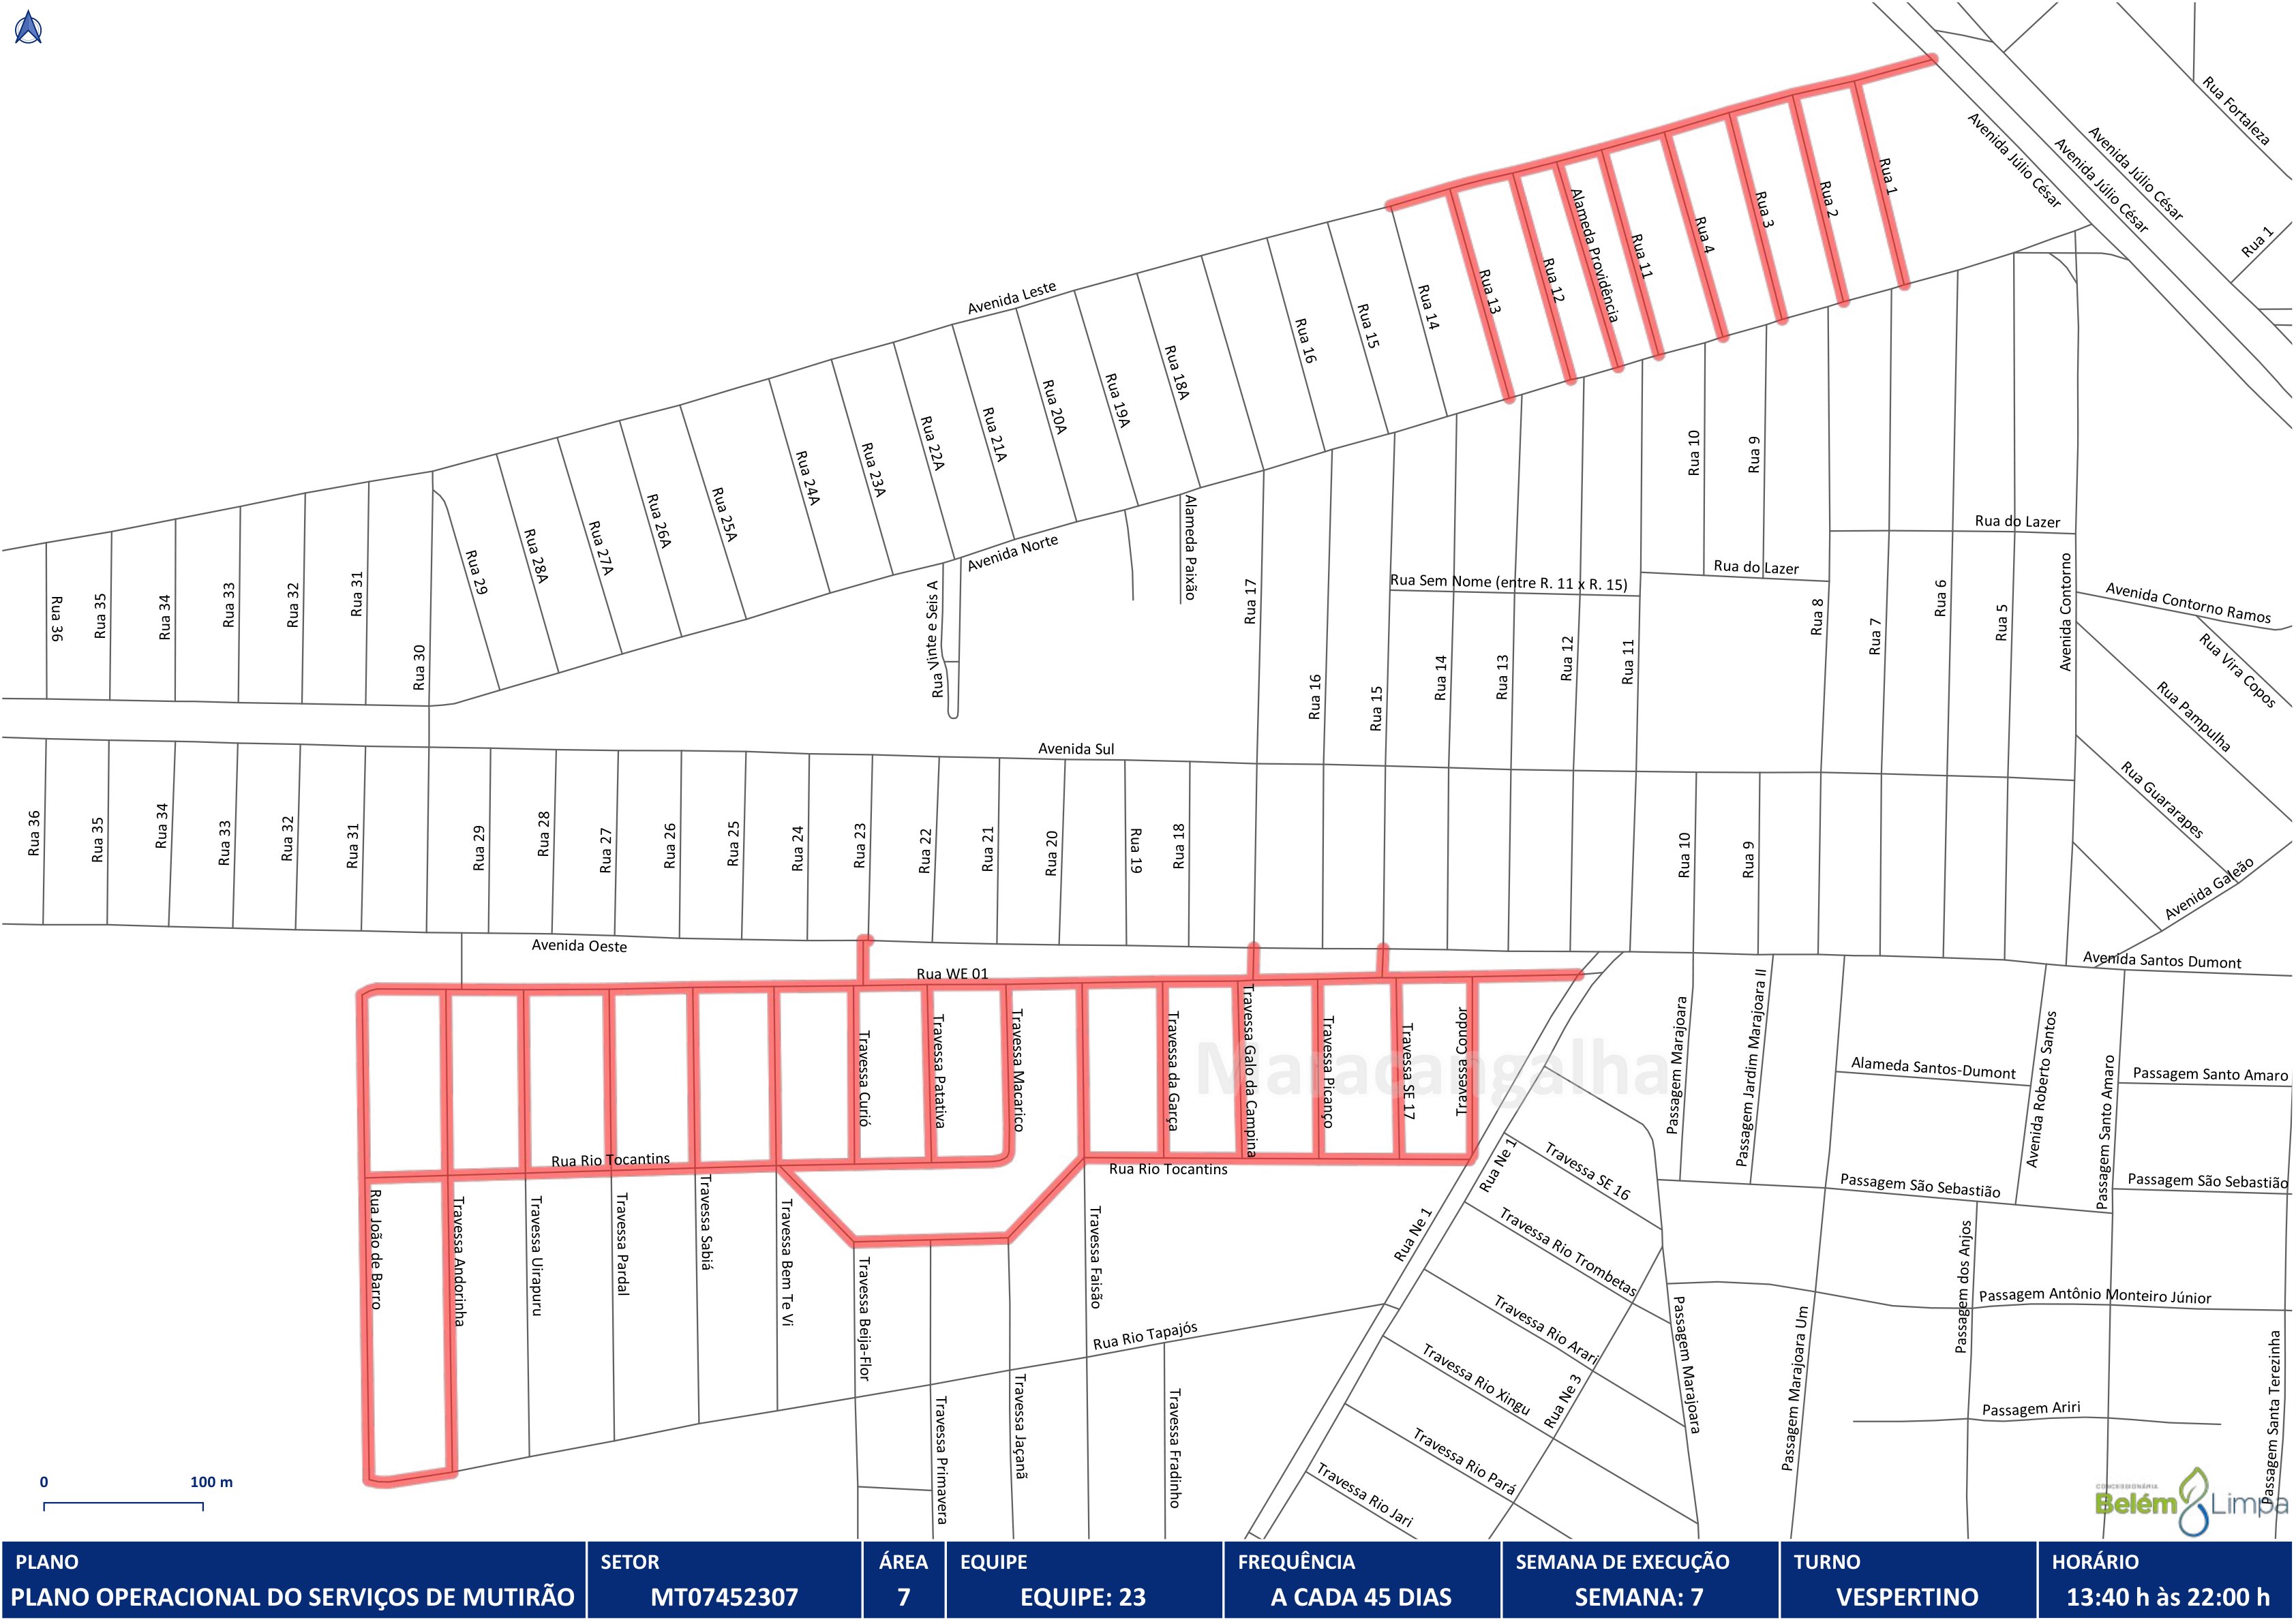 Rua Fortaleza
Avenida Júlio César
Avenida Júlio César
Avenida Júlio César
Rua 1
Rua 1
Rua 2
Rua 3
Rua 4
Rua 11
Alameda Providência
Rua 12
Rua 13
Rua 14
Rua 15
Rua 16
Avenida Leste
Rua 18A
Rua 19A
Rua 20A
Rua 21A
Rua 22A
Rua 23A
Rua 24A
Rua 25A
Rua 26A
Rua 27A
Rua 28A
Rua 29
Rua 30
Rua 31
Rua 32
Rua 33
Rua 34
Rua 35
Rua 36
Avenida Norte
Rua Vinte e Seis A
Alameda Paixão
Rua 17
Rua 16
Rua 15
Rua Sem Nome (entre R. 11 x R. 15)
Rua 14
Rua 13
Rua 12
Rua 11
Rua 10
Rua 9
Rua do Lazer
Rua do Lazer
Rua 8
Rua 7
Rua 6
Rua 5
Avenida Contorno
Avenida Contorno Ramos
Rua Vira Copos
Rua Pampulha
Rua Guararapes
Avenida Galeão
Avenida Sul
Rua 36
Rua 35
Rua 34
Rua 33
Rua 32
Rua 31
Rua 29
Rua 28
Rua 27
Rua 26
Rua 25
Rua 24
Rua 23
Rua 22
Rua 21
Rua 20
Rua 19
Rua 18
Rua 10
Rua 9
Avenida Oeste
Avenida Santos Dumont
Rua WE 01
Travessa Curió
Travessa Patativa
Travessa Macarico
Travessa da Garça
Travessa Galo da Campina
Travessa Picanço
Travessa SE 17
Travessa Condor
Maracangalha
Passagem Marajoara
Passagem Jardim Marajoara II
Alameda Santos-Dumont
Avenida Roberto Santos
Passagem Santo Amaro
Passagem Santo Amaro
Rua Rio Tocantins
Rua Rio Tocantins
Rua Ne 1
Rua Ne 1
Travessa SE 16
Passagem São Sebastião
Passagem São Sebastião
Rua João de Barro
Travessa Andorinha
Travessa Uirapuru
Travessa Pardal
Travessa Sabiá
Travessa Bem Te Vi
Travessa Beija-Flor
Travessa Faisão
Travessa Rio Trombetas
Passagem dos Anjos
Passagem Antônio Monteiro Júnior
Rua Rio Tapajós
Travessa Rio Arari
Passagem Marajoara
Passagem Marajoara Um
Travessa Rio Xingu
Rua Ne 3
Travessa Primavera
Travessa Jaçanã
Travessa Fradinho
Travessa Rio Pará
Travessa Rio Jari
Passagem Ariri
Passagem Santa Terezinha
0 100 m
CONCESSIONÁRIA
Belém Limpa
PLANO
PLANO OPERACIONAL DO SERVIÇOS DE MUTIRÃO
SETOR
MT07452307
ÁREA
7
EQUIPE
EQUIPE: 23
FREQUÊNCIA
A CADA 45 DIAS
SEMANA DE EXECUÇÃO
SEMANA: 7
TURNO
VESPERTINO
HORÁRIO
13:40 h às 22:00 h